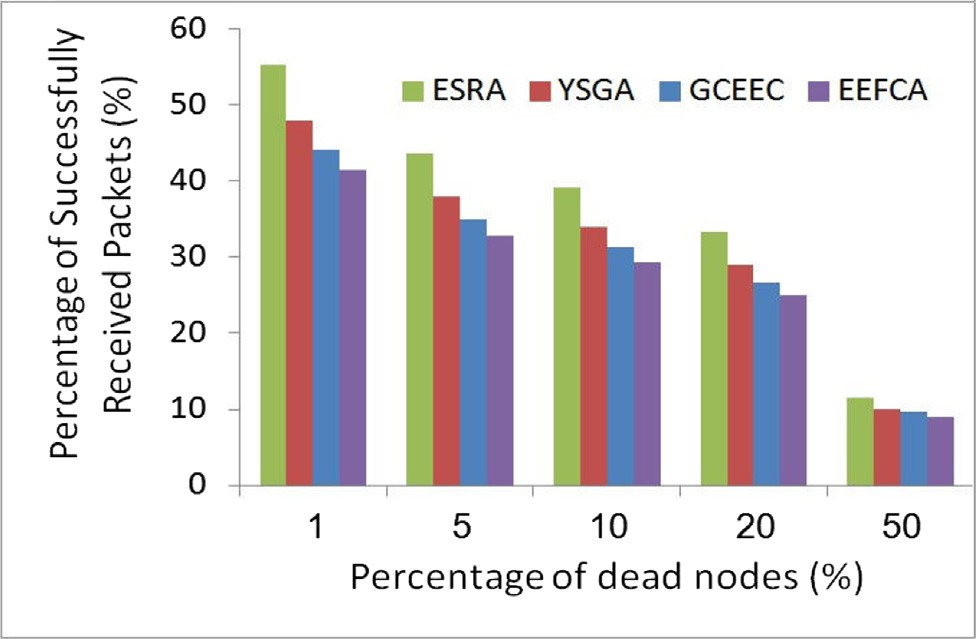 Percentage of Successfully
Received Packets (%)
60
50
40
30
20
10
0
ESRA YSGA GCEEC EEFCA
1 5 10 20 50
Percentage of dead nodes (%)